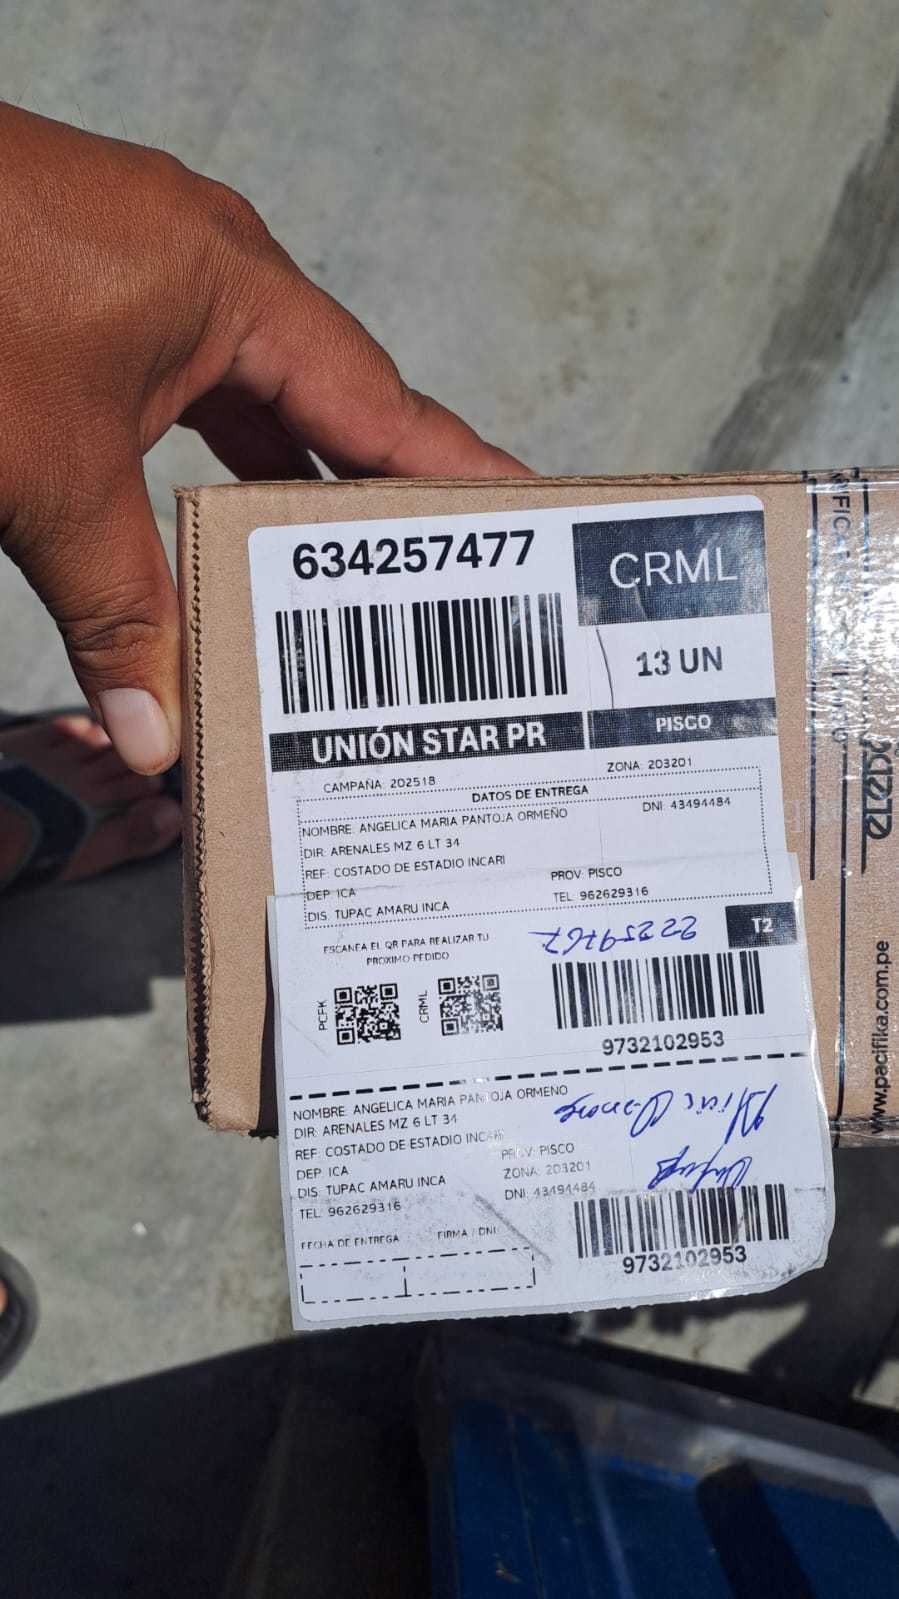 634257477
CRML
13 UN
UNIÓN STAR PR
PISCO
CAMPAÑA: 202518
ZONA: 203201
DATOS DE ENTREGA
NOMBRE: ANGELICA MARIA PANTOJA ORMEÑO
DNI: 43494484
DIR: ARENALES MZ 6 LT 34
REF: COSTADO DE ESTADIO INCARI
DEP: ICA
PROV: PISCO
DIS: TUPAC AMARU INCA
TEL: 962629316
ESCANEA EL QR PARA REALIZAR TU
PROXIMO PEDIDO
22259767
T2
PCFK
CRML
9732102953
NOMBRE: ANGELICA MARIA PANTOJA ORMEÑO
DIR: ARENALES MZ 6 LT 34
REF: COSTADO DE ESTADIO INCARI
DEP: ICA
PROV: PISCO
DIS: TUPAC AMARU INCA
ZONA: 203201
TEL: 962629316
DNI: 43494484
FECHA DE ENTREGA
FIRMA / DNI
9732102953
www.pacifika.com.pe